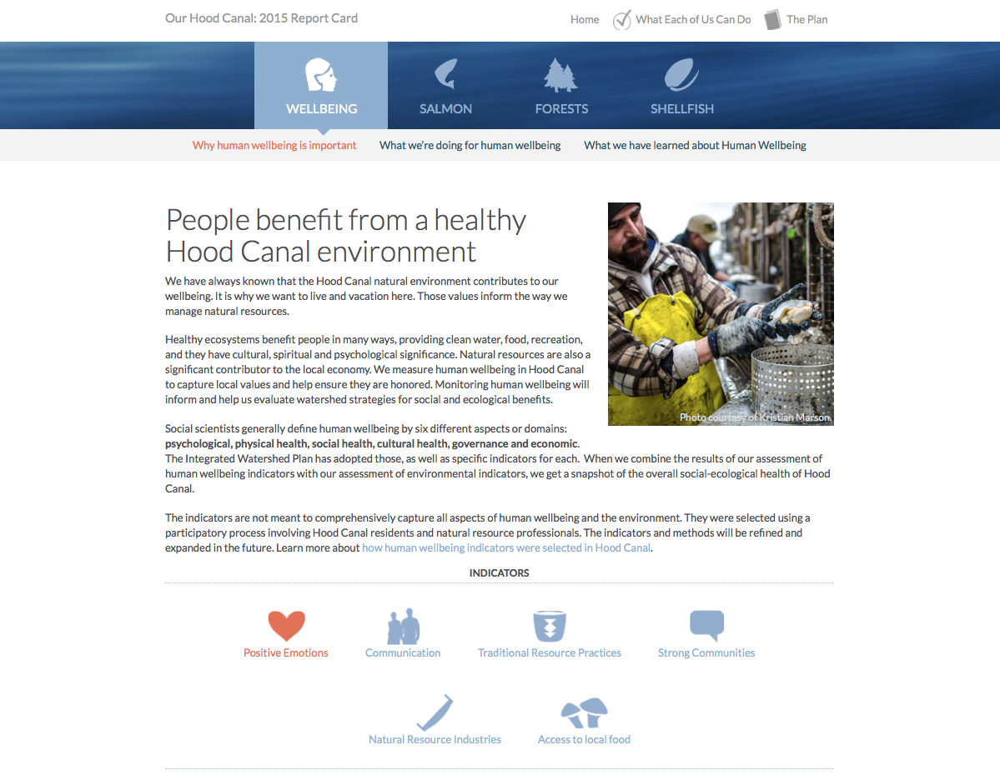 Our Hood Canal: 2015 Report Card
Home What Each of Us Can Do The Plan
WELLBEING SALMON FORESTS SHELLFISH
Why human wellbeing is important What we’re doing for human wellbeing What we have learned about Human Wellbeing
People benefit from a healthy
Hood Canal environment
We have always known that the Hood Canal natural environment contributes to our
wellbeing. It is why we want to live and vacation here. Those values inform the way we
manage natural resources.
Healthy ecosystems benefit people in many ways, providing clean water, food, recreation,
and they have cultural, spiritual and psychological significance. Natural resources are also a
significant contributor to the local economy. We measure human wellbeing in Hood Canal
to capture local values and help ensure they are honored. Monitoring human wellbeing will
inform and help us evaluate watershed strategies for social and ecological benefits.
Photo courtesy of Kristian Marson.
Social scientists generally define human wellbeing by six different aspects or domains:
psychological, physical health, social health, cultural health, governance and economic.
The Integrated Watershed Plan has adopted those, as well as specific indicators for each. When we combine the results of our assessment of
human wellbeing indicators with our assessment of environmental indicators, we get a snapshot of the overall social-ecological health of Hood
Canal.
The indicators are not meant to comprehensively capture all aspects of human wellbeing and the environment. They were selected using a
participatory process involving Hood Canal residents and natural resource professionals. The indicators and methods will be refined and
expanded in the future. Learn more about how human wellbeing indicators were selected in Hood Canal.
INDICATORS
Positive Emotions Communication Traditional Resource Practices Strong Communities
Natural Resource Industries Access to local food